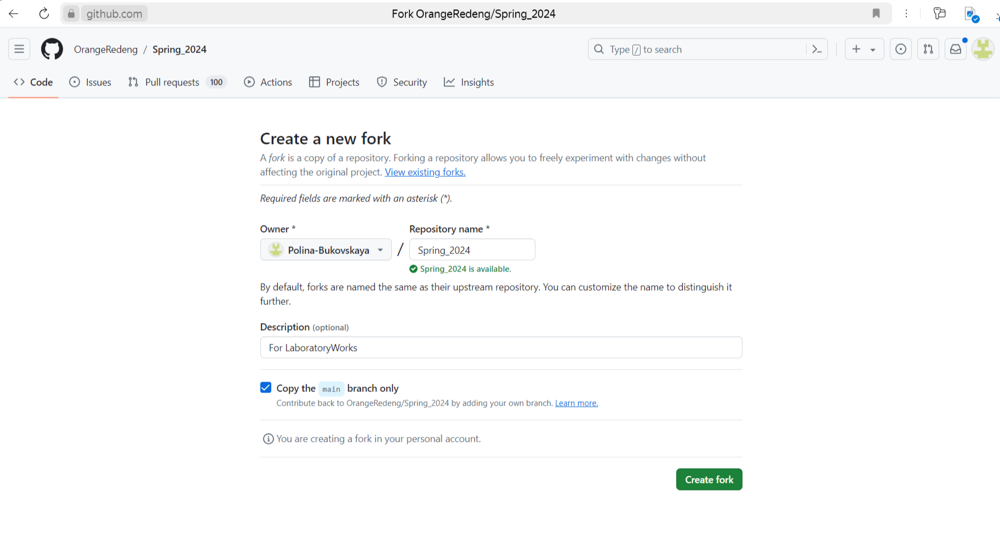 github.com
Fork OrangeRedeng/Spring_2024
OrangeRedeng / Spring_2024
Type / to search
Code
Issues
Pull requests 100
Actions
Projects
Security
Insights
Create a new fork
A fork is a copy of a repository. Forking a repository allows you to freely experiment with changes without
affecting the original project. View existing forks.
Required fields are marked with an asterisk (*).
Owner *
Repository name *
Polina-Bukovskaya / Spring_2024
Spring_2024 is available.
By default, forks are named the same as their upstream repository. You can customize the name to distinguish it
further.
Description (optional)
For LaboratoryWorks
Copy the main branch only
Contribute back to OrangeRedeng/Spring_2024 by adding your own branch. Learn more.
You are creating a fork in your personal account.
Create fork